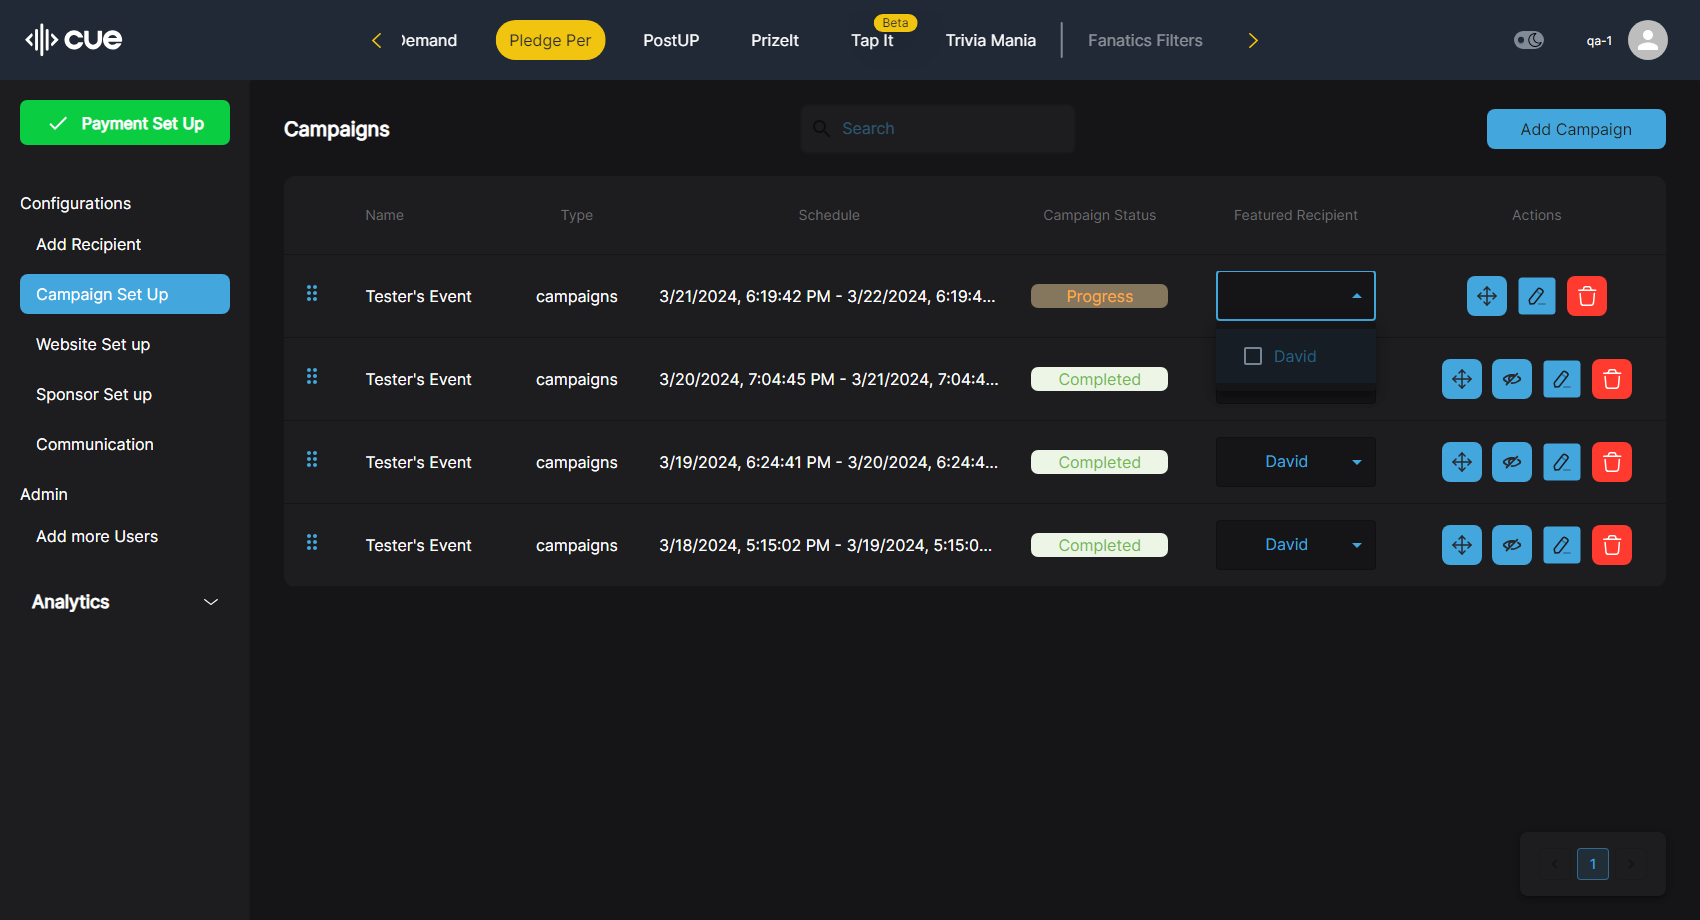 cue
Demand
Pledge Per
PostUP
PrizeIt
Tap It
Beta
Trivia Mania
Fanatics Filters
qa-1
Payment Set Up
Configurations
Add Recipient
Campaign Set Up
Website Set up
Sponsor Set up
Communication
Admin
Add more Users
Analytics
Campaigns
Search
Add Campaign
Name Type Schedule Campaign Status Featured Recipient Actions
Tester's Event campaigns 3/21/2024, 6:19:42 PM - 3/22/2024, 6:19:4... Progress
David
Tester's Event campaigns 3/20/2024, 7:04:45 PM - 3/21/2024, 7:04:4... Completed
Tester's Event campaigns 3/19/2024, 6:24:41 PM - 3/20/2024, 6:24:4... Completed David
Tester's Event campaigns 3/18/2024, 5:15:02 PM - 3/19/2024, 5:15:0... Completed David
1